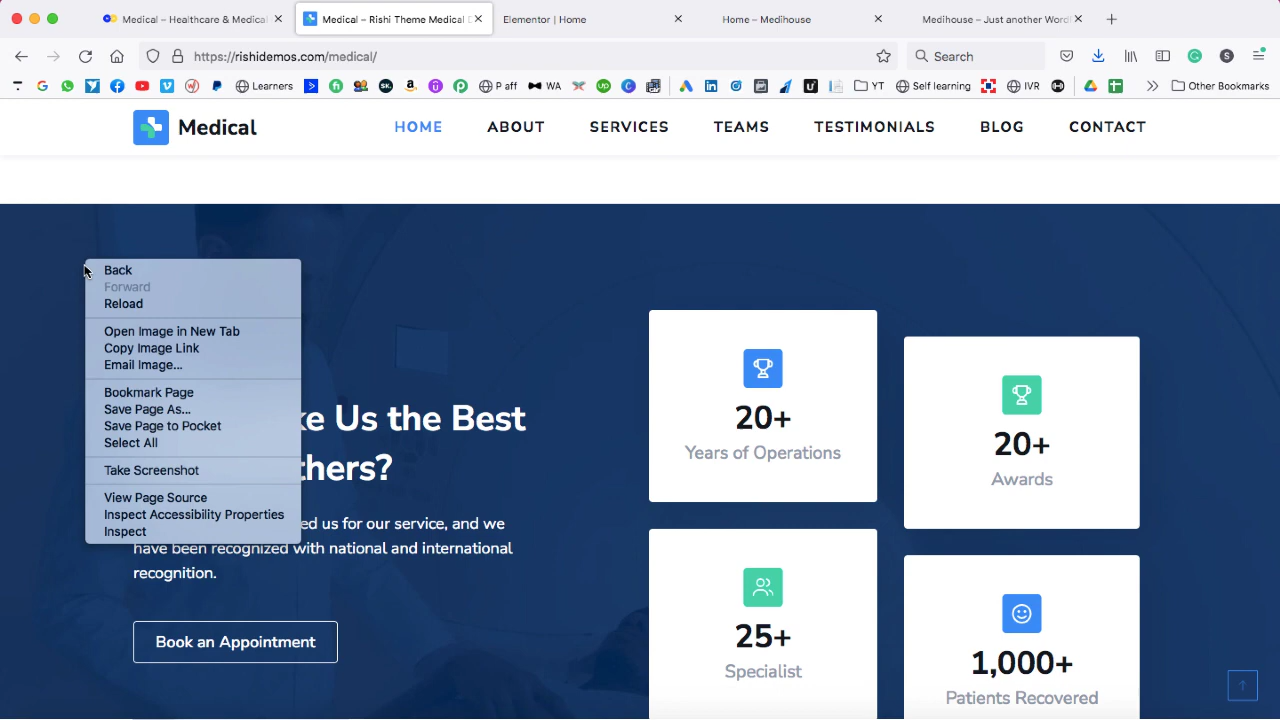 Medical – Healthcare & Medical
Medical – Rishi Theme Medical D
Elementor | Home
Home – Medihouse
Medihouse – Just another Word
https://rishidemos.com/medical/
Search
Learners
P aff
WA
YT
Self learning
IVR
Other Bookmarks
Medical
HOME
ABOUT
SERVICES
TEAMS
TESTIMONIALS
BLOG
CONTACT
Back
Forward
Reload
Open Image in New Tab
Copy Image Link
Email Image...
Bookmark Page
Save Page As...
Save Page to Pocket
Select All
Take Screenshot
View Page Source
Inspect Accessibility Properties
Inspect
ke Us the Best
thers?
ed us for our service, and we
have been recognized with national and international
recognition.
Book an Appointment
20+
Years of Operations
20+
Awards
25+
Specialist
1,000+
Patients Recovered